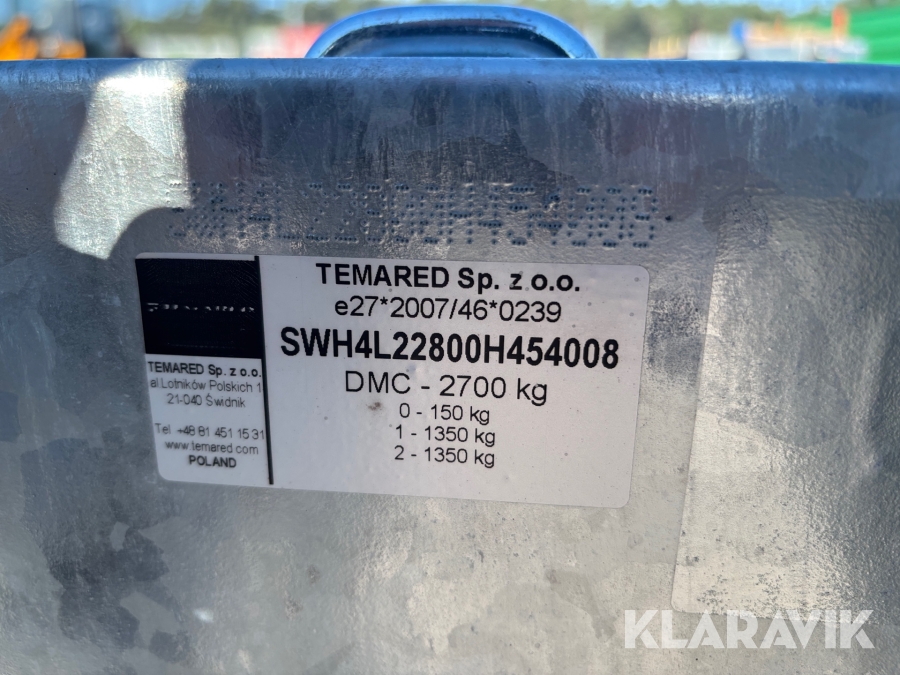 TEMARED Sp. z o.o.
e27*2007/46*0239
SWH4L22800H454008
DMC - 2700 kg
0 - 150 kg
1 - 1350 kg
2 - 1350 kg
TEMARED Sp. z o.o.
al Lotników Polskich 1
21-040 Świdnik
Tel. +48 81 451 15 31
www.temared.com
POLAND
KLARAVIK